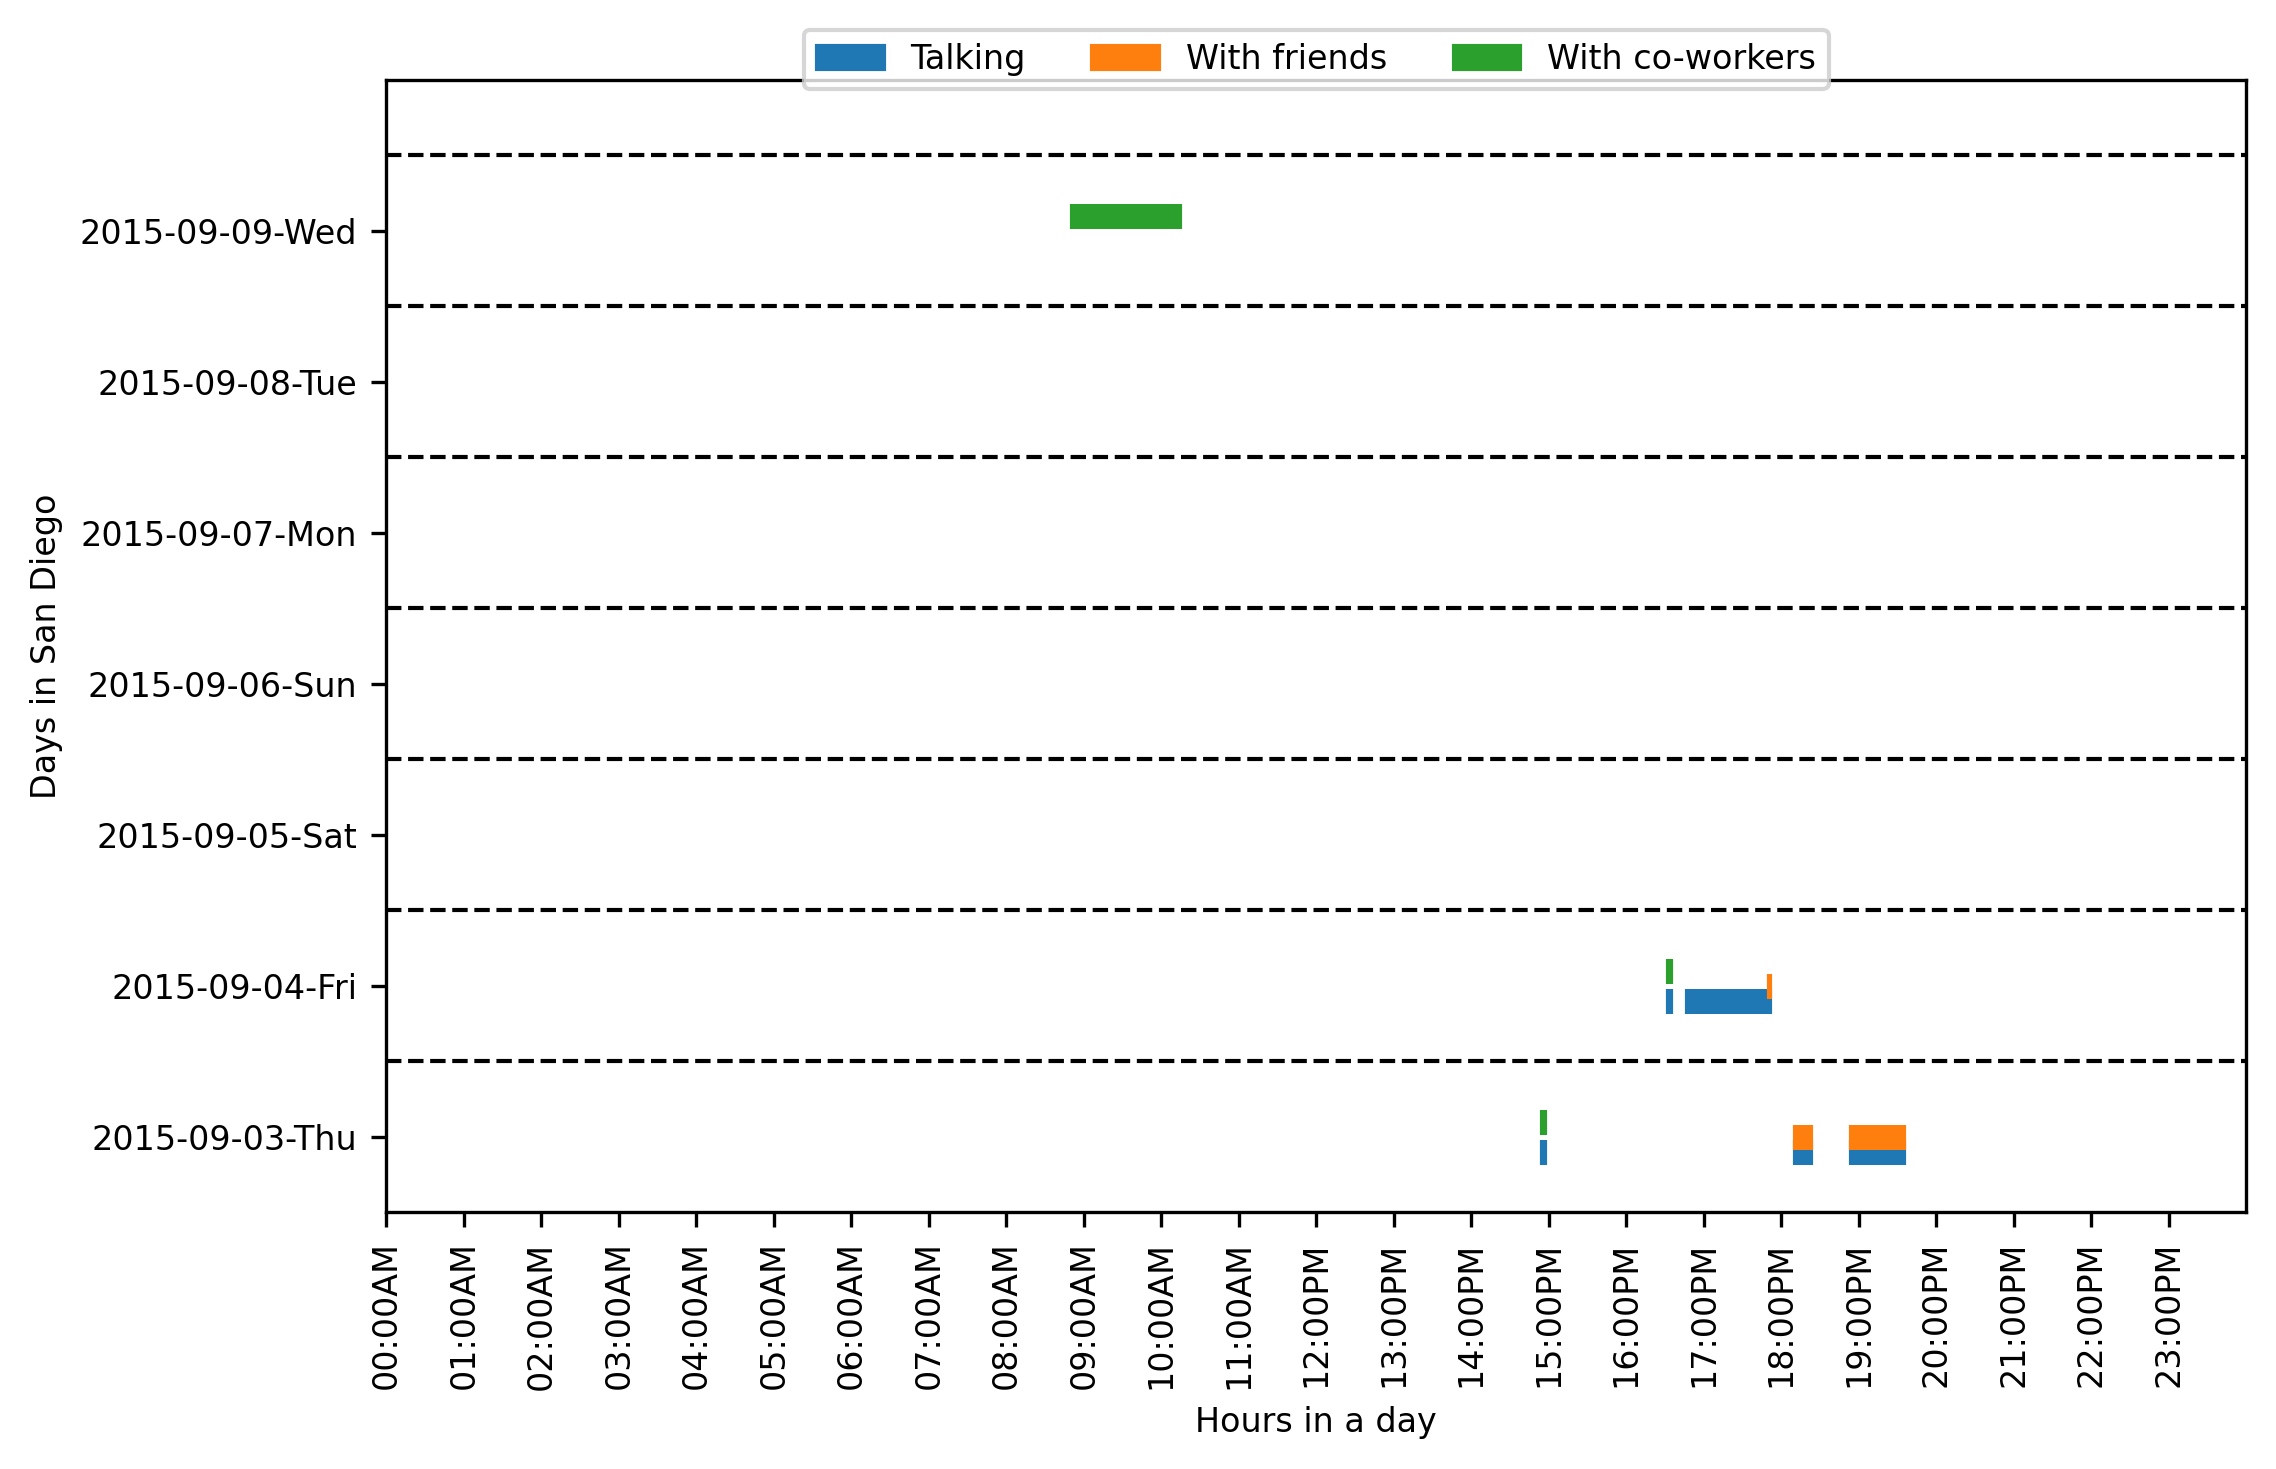 Talking With friends With co-workers
2015-09-09-Wed
2015-09-08-Tue
2015-09-07-Mon
2015-09-06-Sun
2015-09-05-Sat
2015-09-04-Fri
2015-09-03-Thu
Days in San Diego
00:00AM
01:00AM
02:00AM
03:00AM
04:00AM
05:00AM
06:00AM
07:00AM
08:00AM
09:00AM
10:00AM
11:00AM
12:00PM
13:00PM
14:00PM
15:00PM
16:00PM
17:00PM
18:00PM
19:00PM
20:00PM
21:00PM
22:00PM
23:00PM
Hours in a day